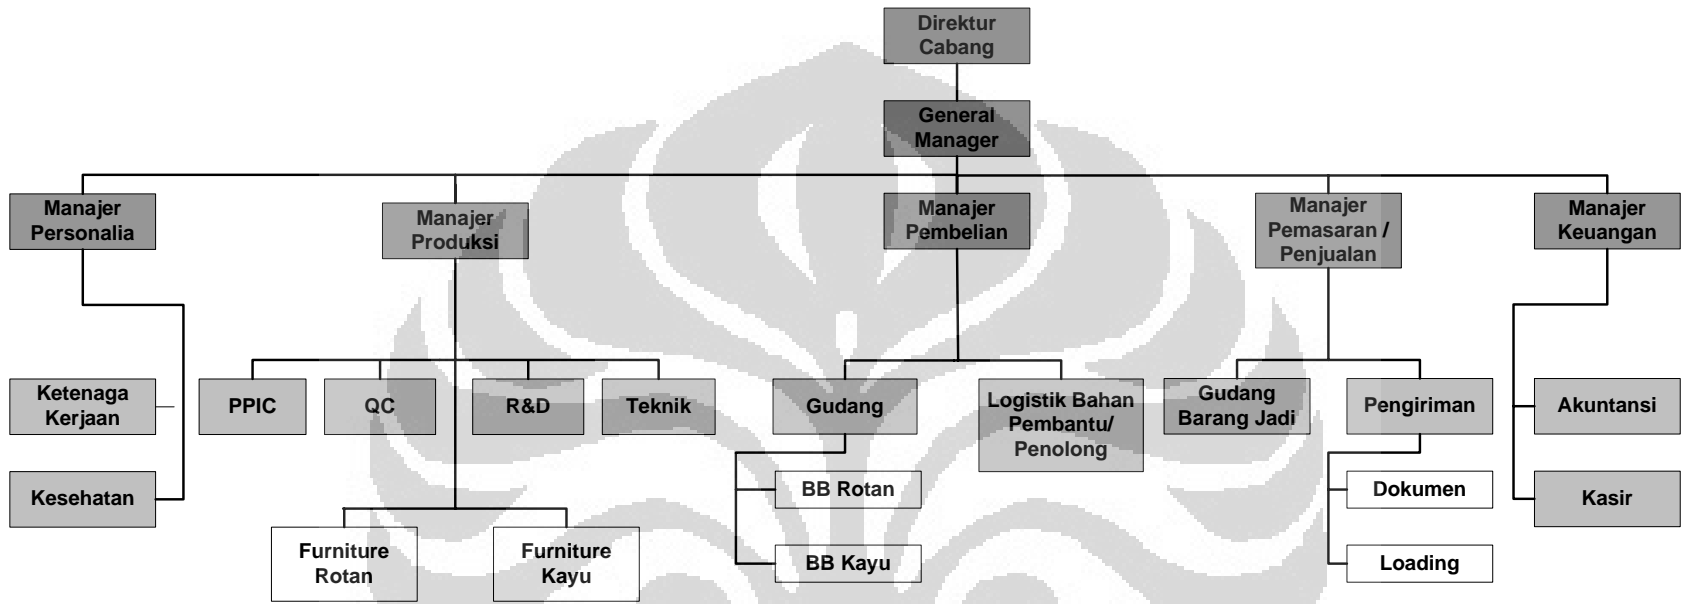 Direktur
Cabang
General
Manager
Manajer
Personalia
Manajer
Produksi
Manajer
Pembelian
Manajer
Pemasaran /
Penjualan
Manajer
Keuangan
Ketenaga
Kerjaan
PPIC
QC
R&D
Teknik
Gudang
Logistik Bahan
Pembantu/
Penolong
Gudang
Barang Jadi
Pengiriman
Akuntansi
Kesehatan
BB Rotan
Dokumen
Kasir
Furniture
Rotan
Furniture
Kayu
BB Kayu
Loading